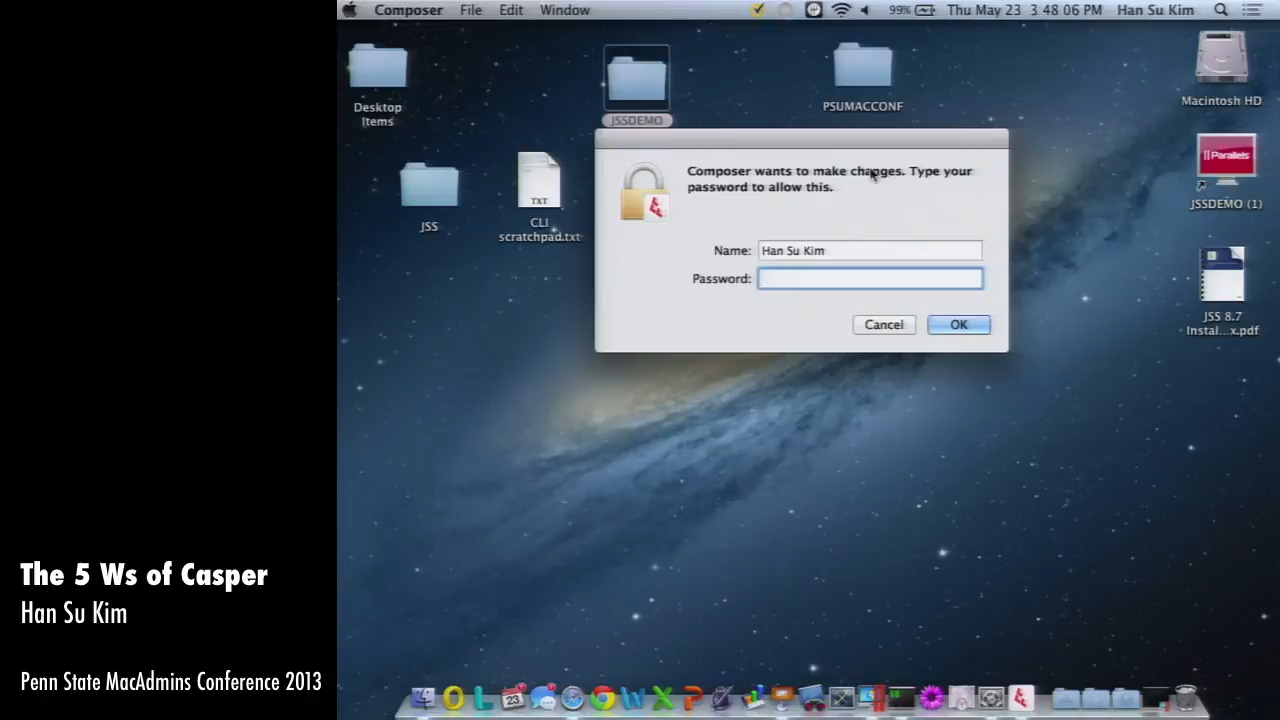 Composer File Edit Window 99% Thu May 23 3:48:06 PM Han Su Kim
Desktop Items
JSSDEMO
PSUMACCONF
Macintosh HD
JSS
TXT
CLI
scratchpad.txt
Parallels
JSSDEMO (1)
JSS 8.7
Instal...x.pdf
Composer wants to make changes. Type your
password to allow this.
Name: Han Su Kim
Password:
Cancel OK
The 5 Ws of Casper
Han Su Kim
Penn State MacAdmins Conference 2013
23